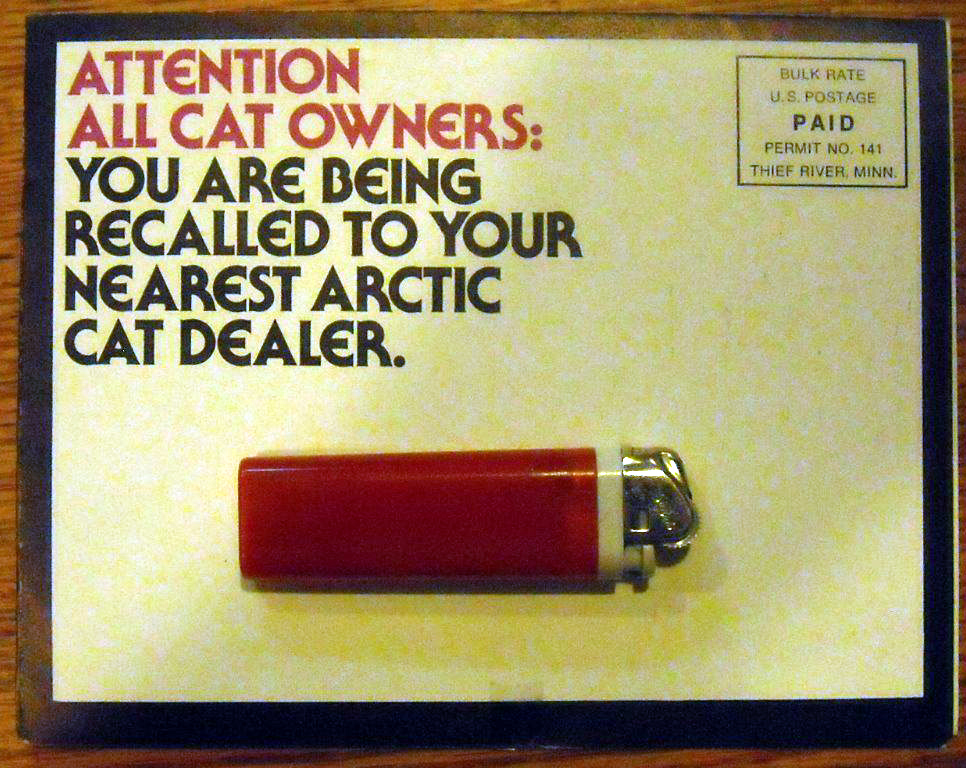 ATTENTION
ALL CAT OWNERS:
YOU ARE BEING
RECALLED TO YOUR
NEAREST ARCTIC
CAT DEALER.
BULK RATE
U.S. POSTAGE
PAID
PERMIT NO. 141
THIEF RIVER, MINN.